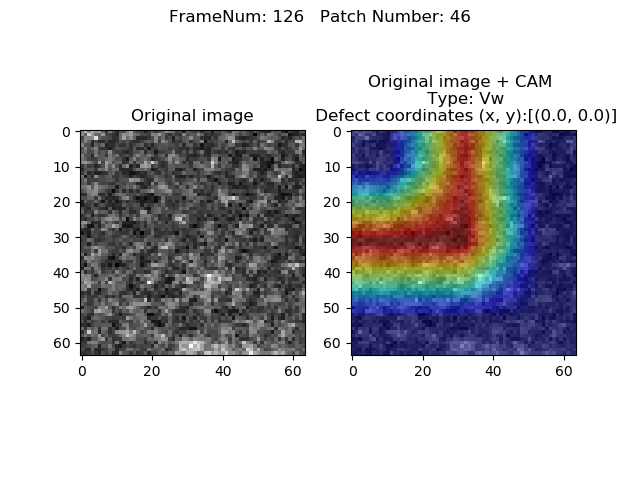 FrameNum: 126   Patch Number: 46
Original image
Original image + CAM
Type: Vw
Defect coordinates (x, y):[(0.0, 0.0)]
0
10
20
30
40
50
60
0 20 40 60
0
10
20
30
40
50
60
0 20 40 60